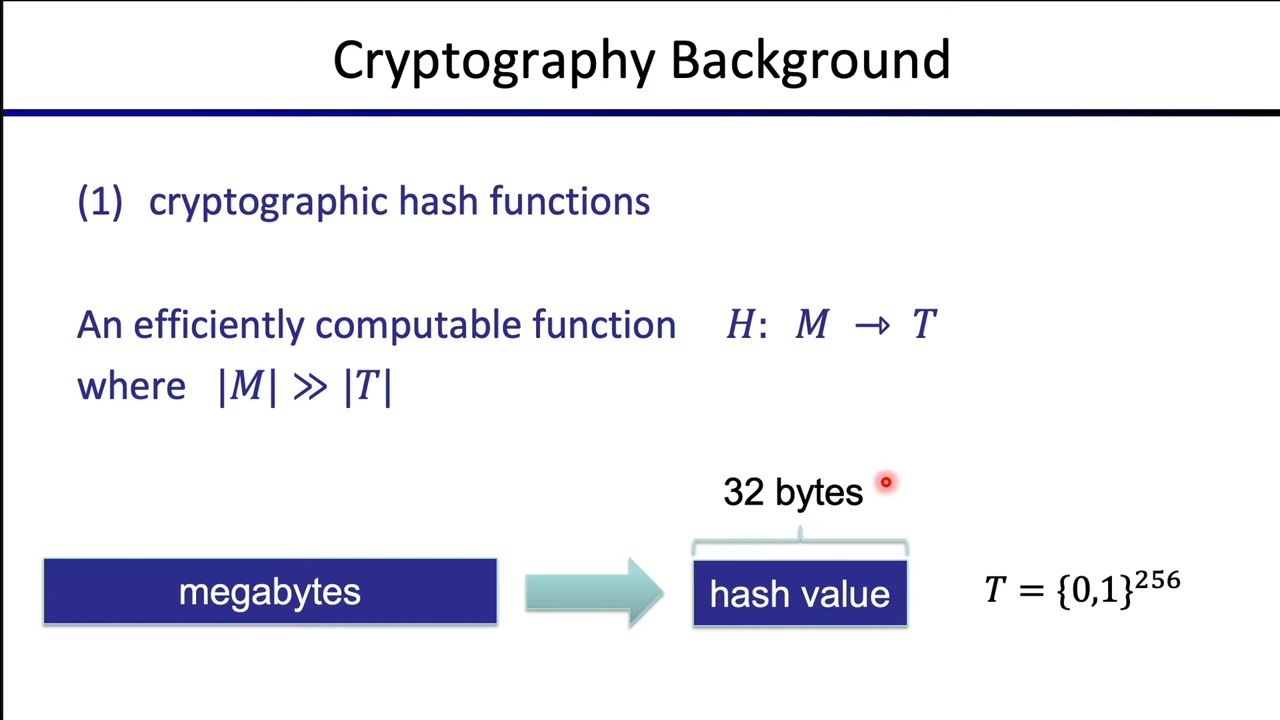 Cryptography Background
(1) cryptographic hash functions
An efficiently computable function H: M ⇾ T
where |M| ≫ |T|
32 bytes
megabytes
hash value
T = {0,1}²⁵⁶